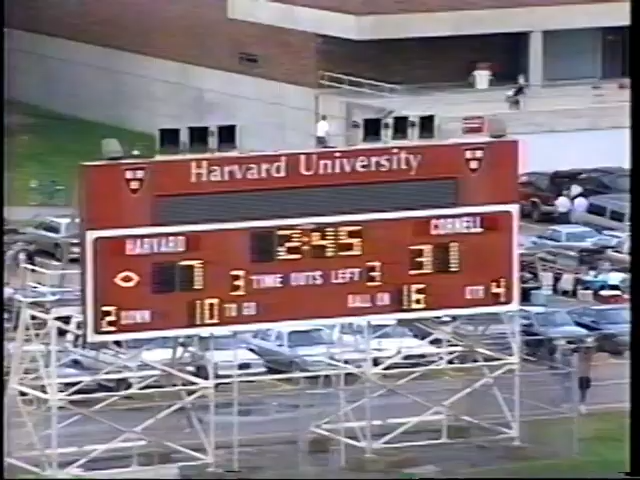 Harvard University
HARVARD 2:45 CORNELL
7 3 TIME OUTS LEFT 3 31
2 DOWN 10 TO GO BALL ON 16 QTR 4